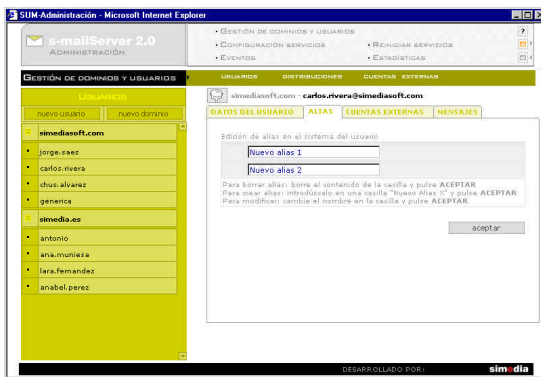 SUM-Administración - Microsoft Internet Explorer
s-mailServer 2.0
ADMINISTRACIÓN
• GESTIÓN DE DOMINIOS Y USUARIOS
• CONFIGURACIÓN SERVICIOS
• REINICIAR SERVICIOS
• EVENTOS
• ESTADÍSTICAS
?
GESTIÓN DE DOMINIOS Y USUARIOS
USUARIOS
DISTRIBUCIONES
CUENTAS EXTERNAS
USUARIOS
nuevo usuario
nuevo dominio
simediasoft.com
jorge.saez
carlos.rivera
chus.alvarez
generica
simedia.es
antonio
ana.muniesa
lara.fernandez
anabel.perez
simediasoft.com - carlos.rivera@simediasoft.com
DATOS DEL USUARIO
ALIAS
CUENTAS EXTERNAS
MENSAJES
Edición de alias en el sistema del usuario
Nuevo alias 1
Nuevo alias 2
Para borrar alias: borre el contenido de la casilla y pulse ACEPTAR
Para crear alias: introdúzcalo en una casilla "Nuevo Alias X" y pulse ACEPTAR
Para modificar: cambie el nombre en la casilla y pulse ACEPTAR
aceptar
DESARROLLADO POR:
simedia